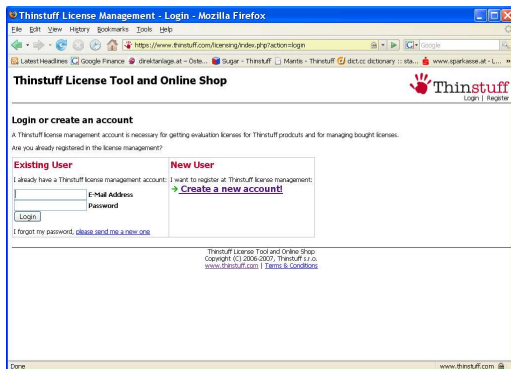 Thinstuff License Management - Login - Mozilla Firefox
File Edit View History Bookmarks Tools Help
https://www.thinstuff.com/licensing/index.php?action=login
Google
Latest Headlines Google Finance direktanlage.at - Öste... Sugar - Thinstuff Mantis - Thinstuff dict.cc dictionary :: sta... www.sparkasse.at - L...
Thinstuff License Tool and Online Shop
Thinstuff
Login | Register
Login or create an account
A Thinstuff license management account is necessary for getting evaluation licenses for Thinstuff prodcuts and for managing bought licenses.
Are you already registered in the license management?
Existing User
I already have a Thinstuff license management account:
E-Mail Address
Password
Login
I forgot my password, please send me a new one
New User
I want to register at Thinstuff license management:
Create a new account!
Thinstuff License Tool and Online Shop
Copyright (C) 2006-2007, Thinstuff s.r.o.
www.thinstuff.com | Terms & Conditions
Done
www.thinstuff.com